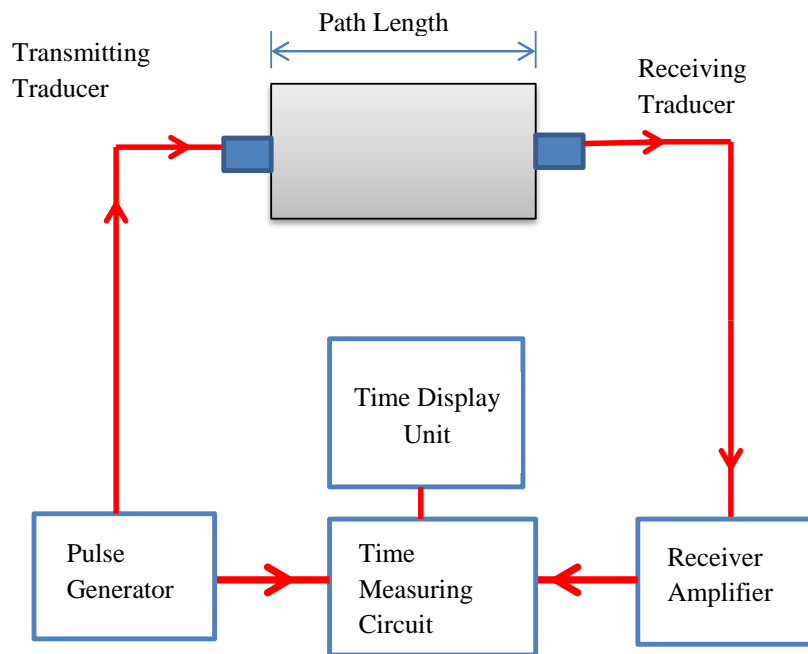 Path Length
Transmitting
Traducer
Receiving
Traducer
Time Display
Unit
Pulse
Generator
Time
Measuring
Circuit
Receiver
Amplifier